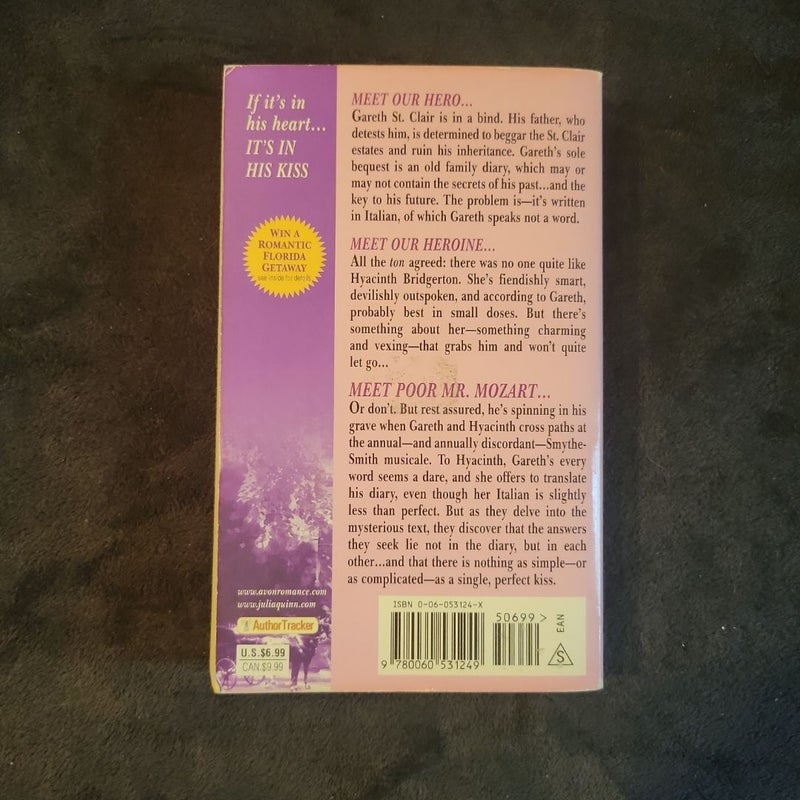 If it's in
his heart...
IT'S IN
HIS KISS
WIN A
ROMANTIC
FLORIDA
GETAWAY
see inside for details
www.avonromance.com
www.juliaquinn.com
AuthorTracker
U.S.$6.99
CAN.$9.99
MEET OUR HERO...
Gareth St. Clair is in a bind. His father, who
detests him, is determined to beggar the St. Clair
estates and ruin his inheritance. Gareth's sole
bequest is an old family diary, which may or
may not contain the secrets of his past...and the
key to his future. The problem is—it's written
in Italian, of which Gareth speaks not a word.
MEET OUR HEROINE...
All the ton agreed: there was no one quite like
Hyacinth Bridgerton. She's fiendishly smart,
devilishly outspoken, and according to Gareth,
probably best in small doses. But there's
something about her—something charming
and vexing—that grabs him and won't quite
let go...
MEET POOR MR. MOZART...
Or don't. But rest assured, he's spinning in his
grave when Gareth and Hyacinth cross paths at
the annual—and annually discordant—Smythe-
Smith musicale. To Hyacinth, Gareth's every
word seems a dare, and she offers to translate
his diary, even though her Italian is slightly
less than perfect. But as they delve into the
mysterious text, they discover that the answers
they seek lie not in the diary, but in each
other...and that there is nothing as simple—or
as complicated—as a single, perfect kiss.
ISBN 0-06-053124-X
50699 >
EAN
9 780060 531249
S